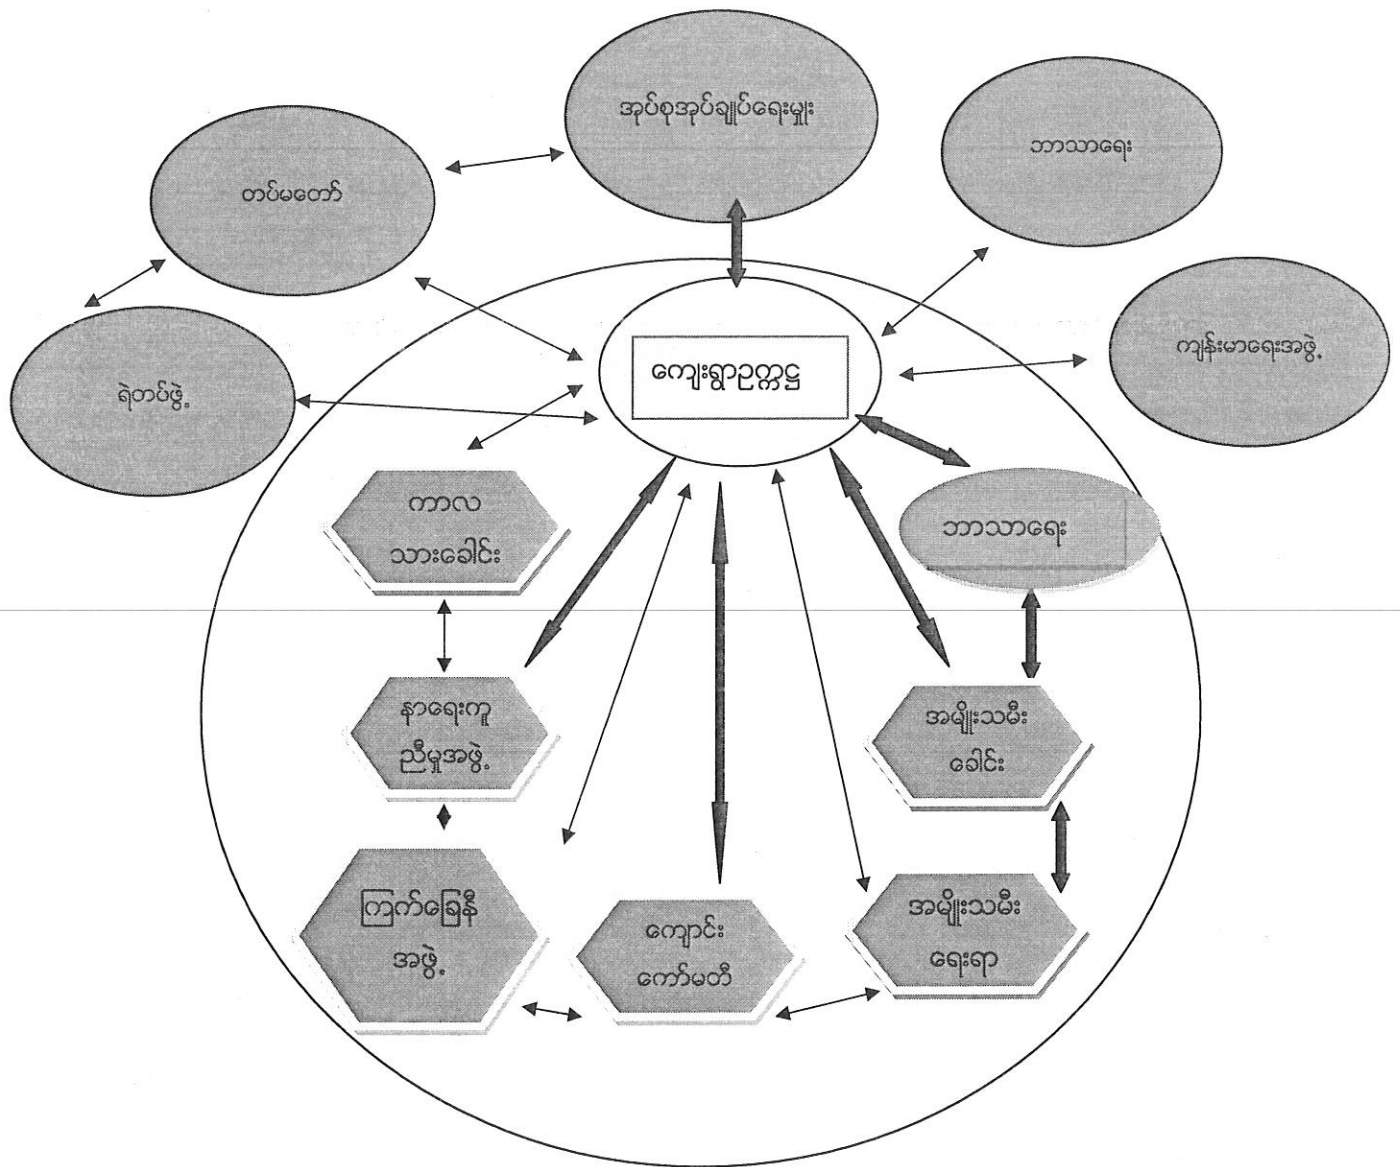 အုပ်စုအုပ်ချုပ်ရေးမှုး
ဘာသာရေး
တပ်မတော်
ကျန်းမာရေးအဖွဲ့
ရဲတပ်ဖွဲ့
ကျေးရွာဥက္ကဋ္ဌ
ကာလ
သားခေါင်း
ဘာသာရေး
နာရေးကူ
ညီမှုအဖွဲ့
အမျိုးသမီး
ခေါင်း
ကြက်ခြေနီ
အဖွဲ့
ကျောင်း
ကော်မတီ
အမျိုးသမီး
ရေးရာ